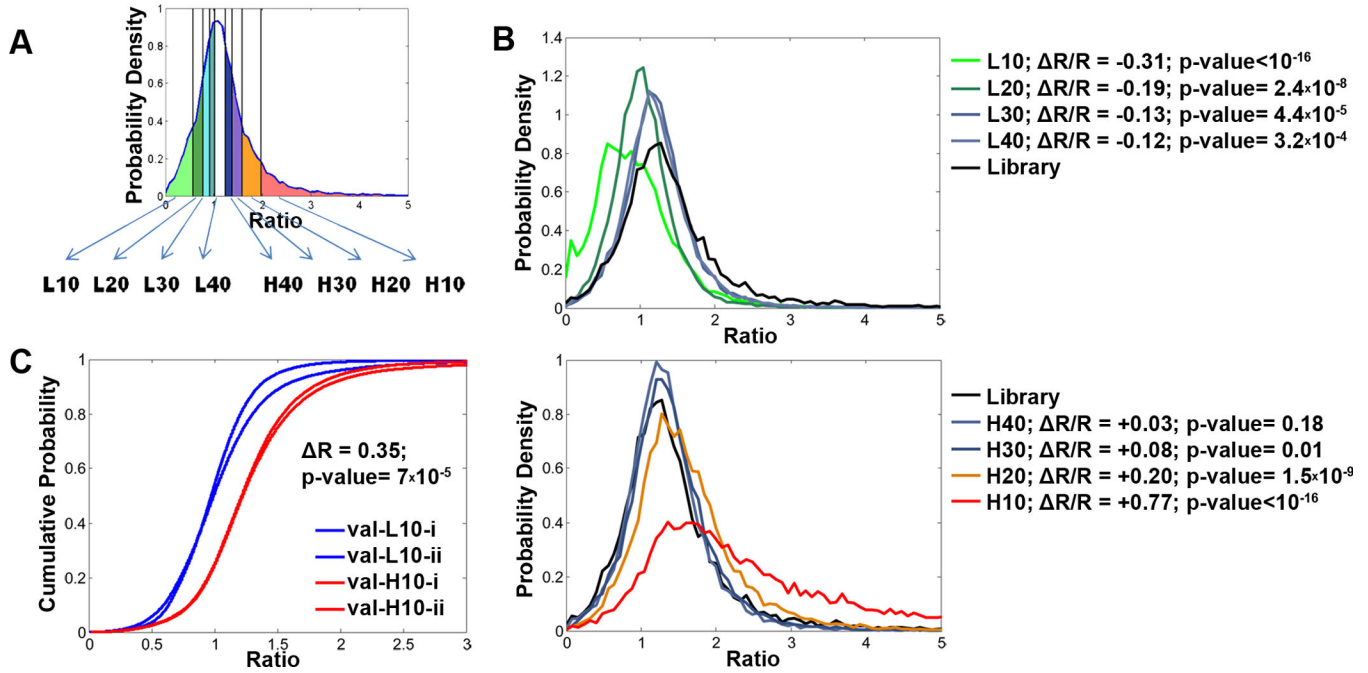 A
Probability Density
1
0.8
0.6
0.4
0.2
0
0 1 2 3 4 5
Ratio
L10 L20 L30 L40 H40 H30 H20 H10
B
Probability Density
1.4
1.2
1.0
0.8
0.6
0.4
0.2
0
0 1 2 3 4 5
Ratio
L10; ΔR/R = -0.31; p-value<10⁻¹⁶
L20; ΔR/R = -0.19; p-value= 2.4×10⁻⁸
L30; ΔR/R = -0.13; p-value= 4.4×10⁻⁵
L40; ΔR/R = -0.12; p-value= 3.2×10⁻⁴
Library
C
Cumulative Probability
1
0.8
0.6
0.4
0.2
0
0 0.5 1 1.5 2 2.5 3
Ratio
ΔR = 0.35;
p-value= 7×10⁻⁵
val-L10-i
val-L10-ii
val-H10-i
val-H10-ii
Probability Density
1
0.8
0.6
0.4
0.2
0
0 1 2 3 4 5
Ratio
Library
H40; ΔR/R = +0.03; p-value= 0.18
H30; ΔR/R = +0.08; p-value= 0.01
H20; ΔR/R = +0.20; p-value= 1.5×10⁻⁹
H10; ΔR/R = +0.77; p-value<10⁻¹⁶